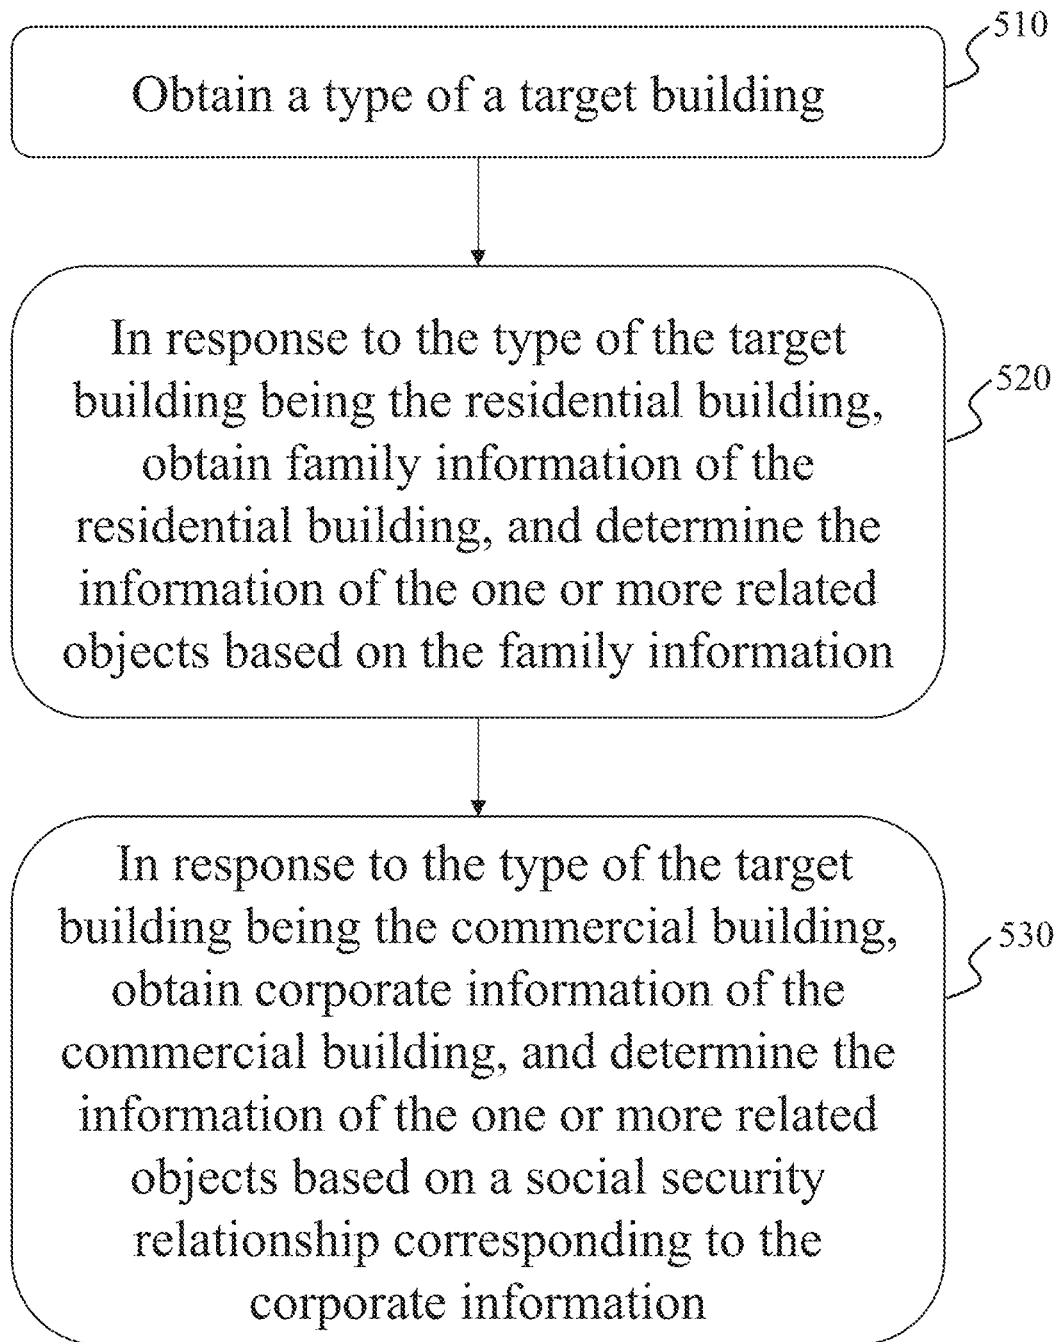 510
Obtain a type of a target building
In response to the type of the target
building being the residential building,
obtain family information of the
residential building, and determine the
information of the one or more related
objects based on the family information
520
In response to the type of the target
building being the commercial building,
obtain corporate information of the
commercial building, and determine the
information of the one or more related
objects based on a social security
relationship corresponding to the
corporate information
530